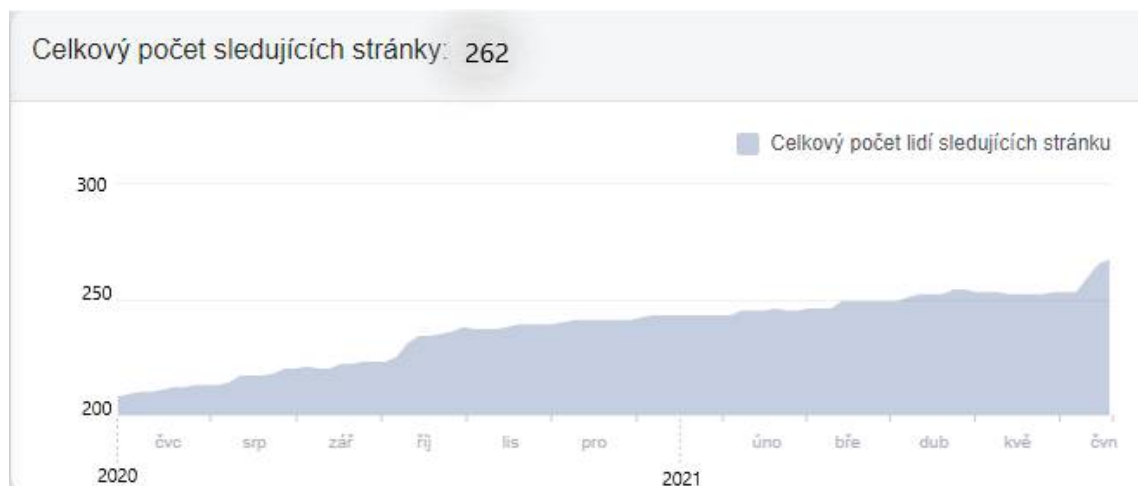 Celkový počet sledujících stránky: 262
Celkový počet lidí sledujících stránku
300
250
200
čvc srp zář říj lis pro úno bře dub kvě čvn
2020 2021